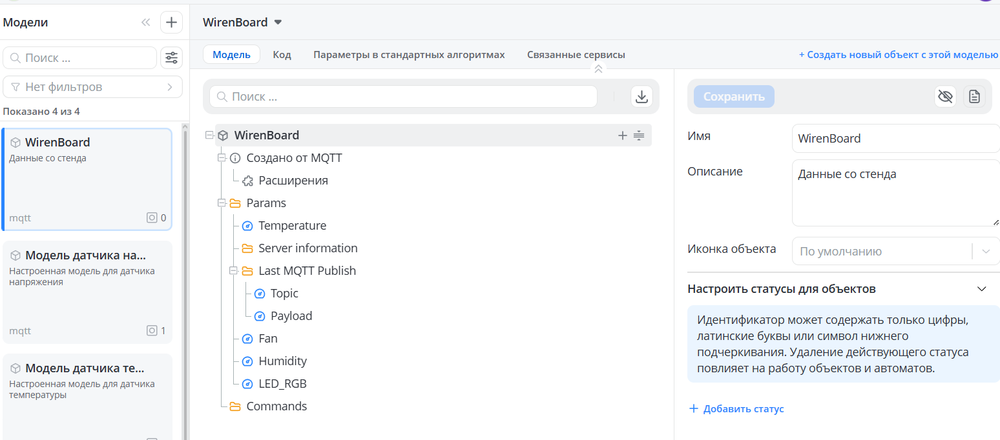 Модели
Поиск ...
Нет фильтров
Показано 4 из 4
WirenBoard
Данные со стенда
mqtt
0
Модель датчика на...
Настроенная модель для датчика
напряжения
mqtt
1
Модель датчика те...
Настроенная модель для датчика
температуры
WirenBoard
Модель Код Параметры в стандартных алгоритмах Связанные сервисы
+ Создать новый объект с этой моделью
Поиск ...
WirenBoard
Создано от MQTT
Расширения
Params
Temperature
Server information
Last MQTT Publish
Topic
Payload
Fan
Humidity
LED_RGB
Commands
Сохранить
Имя
WirenBoard
Описание
Данные со стенда
Иконка объекта
По умолчанию
Настроить статусы для объектов
Идентификатор может содержать только цифры,
латинские буквы или символ нижнего
подчеркивания. Удаление действующего статуса
повлияет на работу объектов и автоматов.
+ Добавить статус